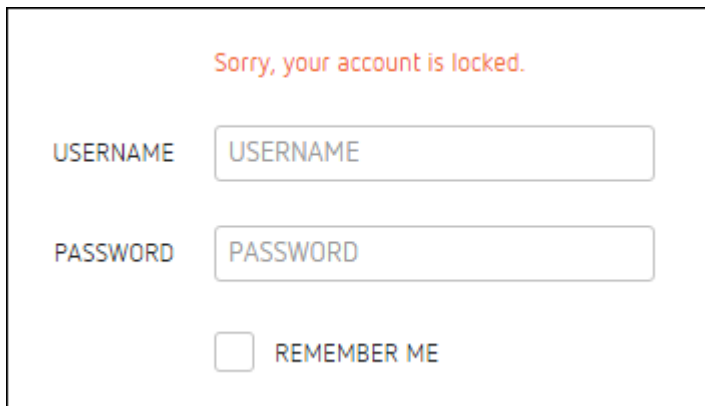 Sorry, your account is locked.
USERNAME USERNAME
PASSWORD PASSWORD
REMEMBER ME